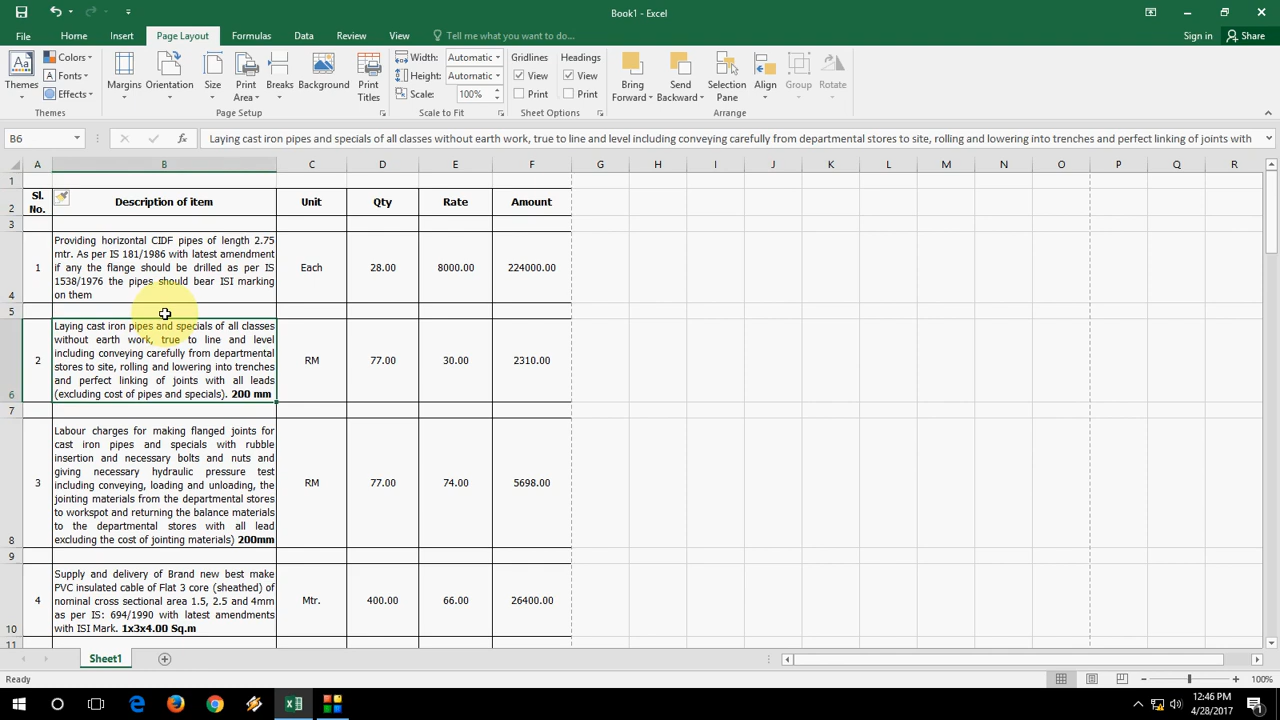 Book1 - Excel
File Home Insert Page Layout Formulas Data Review View Tell me what you want to do... Sign in Share
Themes
Colors
Fonts
Effects
Themes
Margins Orientation Size Print Area Breaks Background Print Titles
Page Setup
Width: Automatic
Height: Automatic
Scale: 100%
Scale to Fit
Gridlines Headings
View View
Print Print
Sheet Options
Bring Forward Send Backward Selection Pane Align Group Rotate
Arrange
B6 fx Laying cast iron pipes and specials of all classes without earth work, true to line and level including conveying carefully from departmental stores to site, rolling and lowering into trenches and perfect linking of joints with
A B C D E F G H I J K L M N O P Q R
1
2 Sl. No. Description of item Unit Qty Rate Amount
3
4 1 Providing horizontal CIDF pipes of length 2.75
mtr. As per IS 181/1986 with latest amendment
if any the flange should be drilled as per IS
1538/1976 the pipes should bear ISI marking
on them
Each 28.00 8000.00 224000.00
5
6 2 Laying cast iron pipes and specials of all classes
without earth work, true to line and level
including conveying carefully from departmental
stores to site, rolling and lowering into trenches
and perfect linking of joints with all leads
(excluding cost of pipes and specials). 200 mm
RM 77.00 30.00 2310.00
7
8 3 Labour charges for making flanged joints for
cast iron pipes and specials with rubble
insertion and necessary bolts and nuts and
giving necessary hydraulic pressure test
including conveying, loading and unloading, the
jointing materials from the departmental stores
to workspot and returning the balance materials
to the departmental stores with all lead
excluding the cost of jointing materials) 200mm
RM 77.00 74.00 5698.00
9
10 4 Supply and delivery of Brand new best make
PVC insulated cable of Flat 3 core (sheathed) of
nominal cross sectional area 1.5, 2.5 and 4mm
as per IS: 694/1990 with latest amendments
with ISI Mark. 1x3x4.00 Sq.m
Mtr. 400.00 66.00 26400.00
11
Sheet1
Ready 100%
12:46 PM
4/28/2017